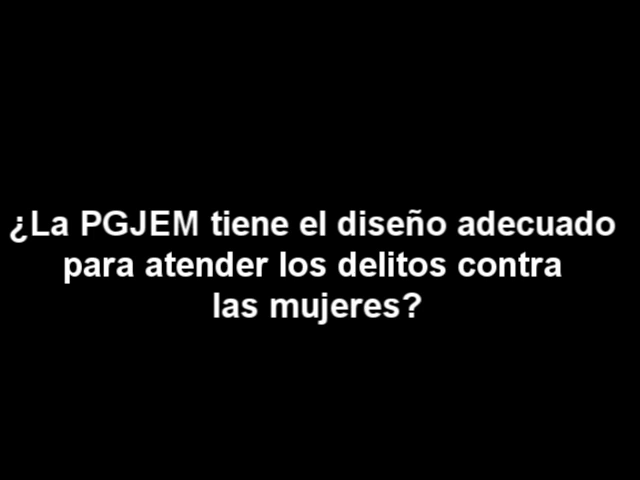 ¿La PGJEM tiene el diseño adecuado
para atender los delitos contra
las mujeres?